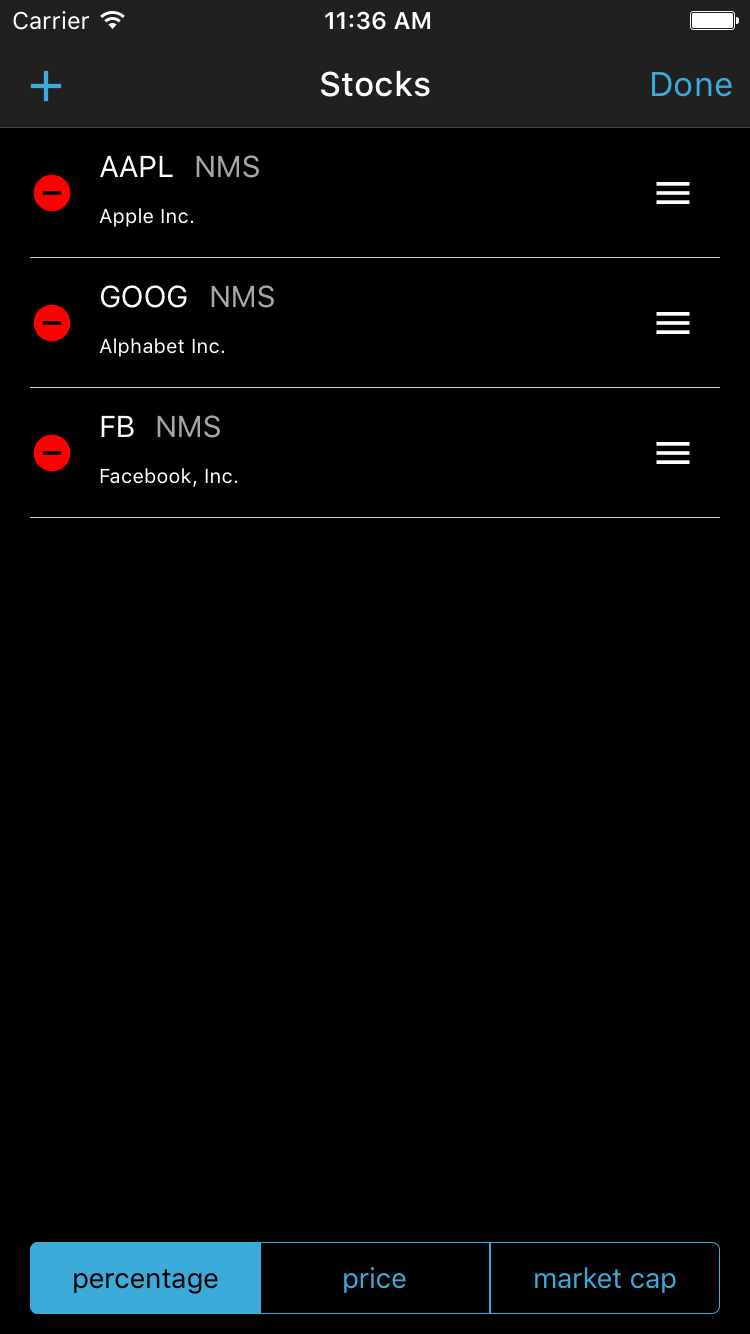 Carrier 11:36 AM
+ Stocks Done
AAPL NMS
Apple Inc.
GOOG NMS
Alphabet Inc.
FB NMS
Facebook, Inc.
percentage price market cap